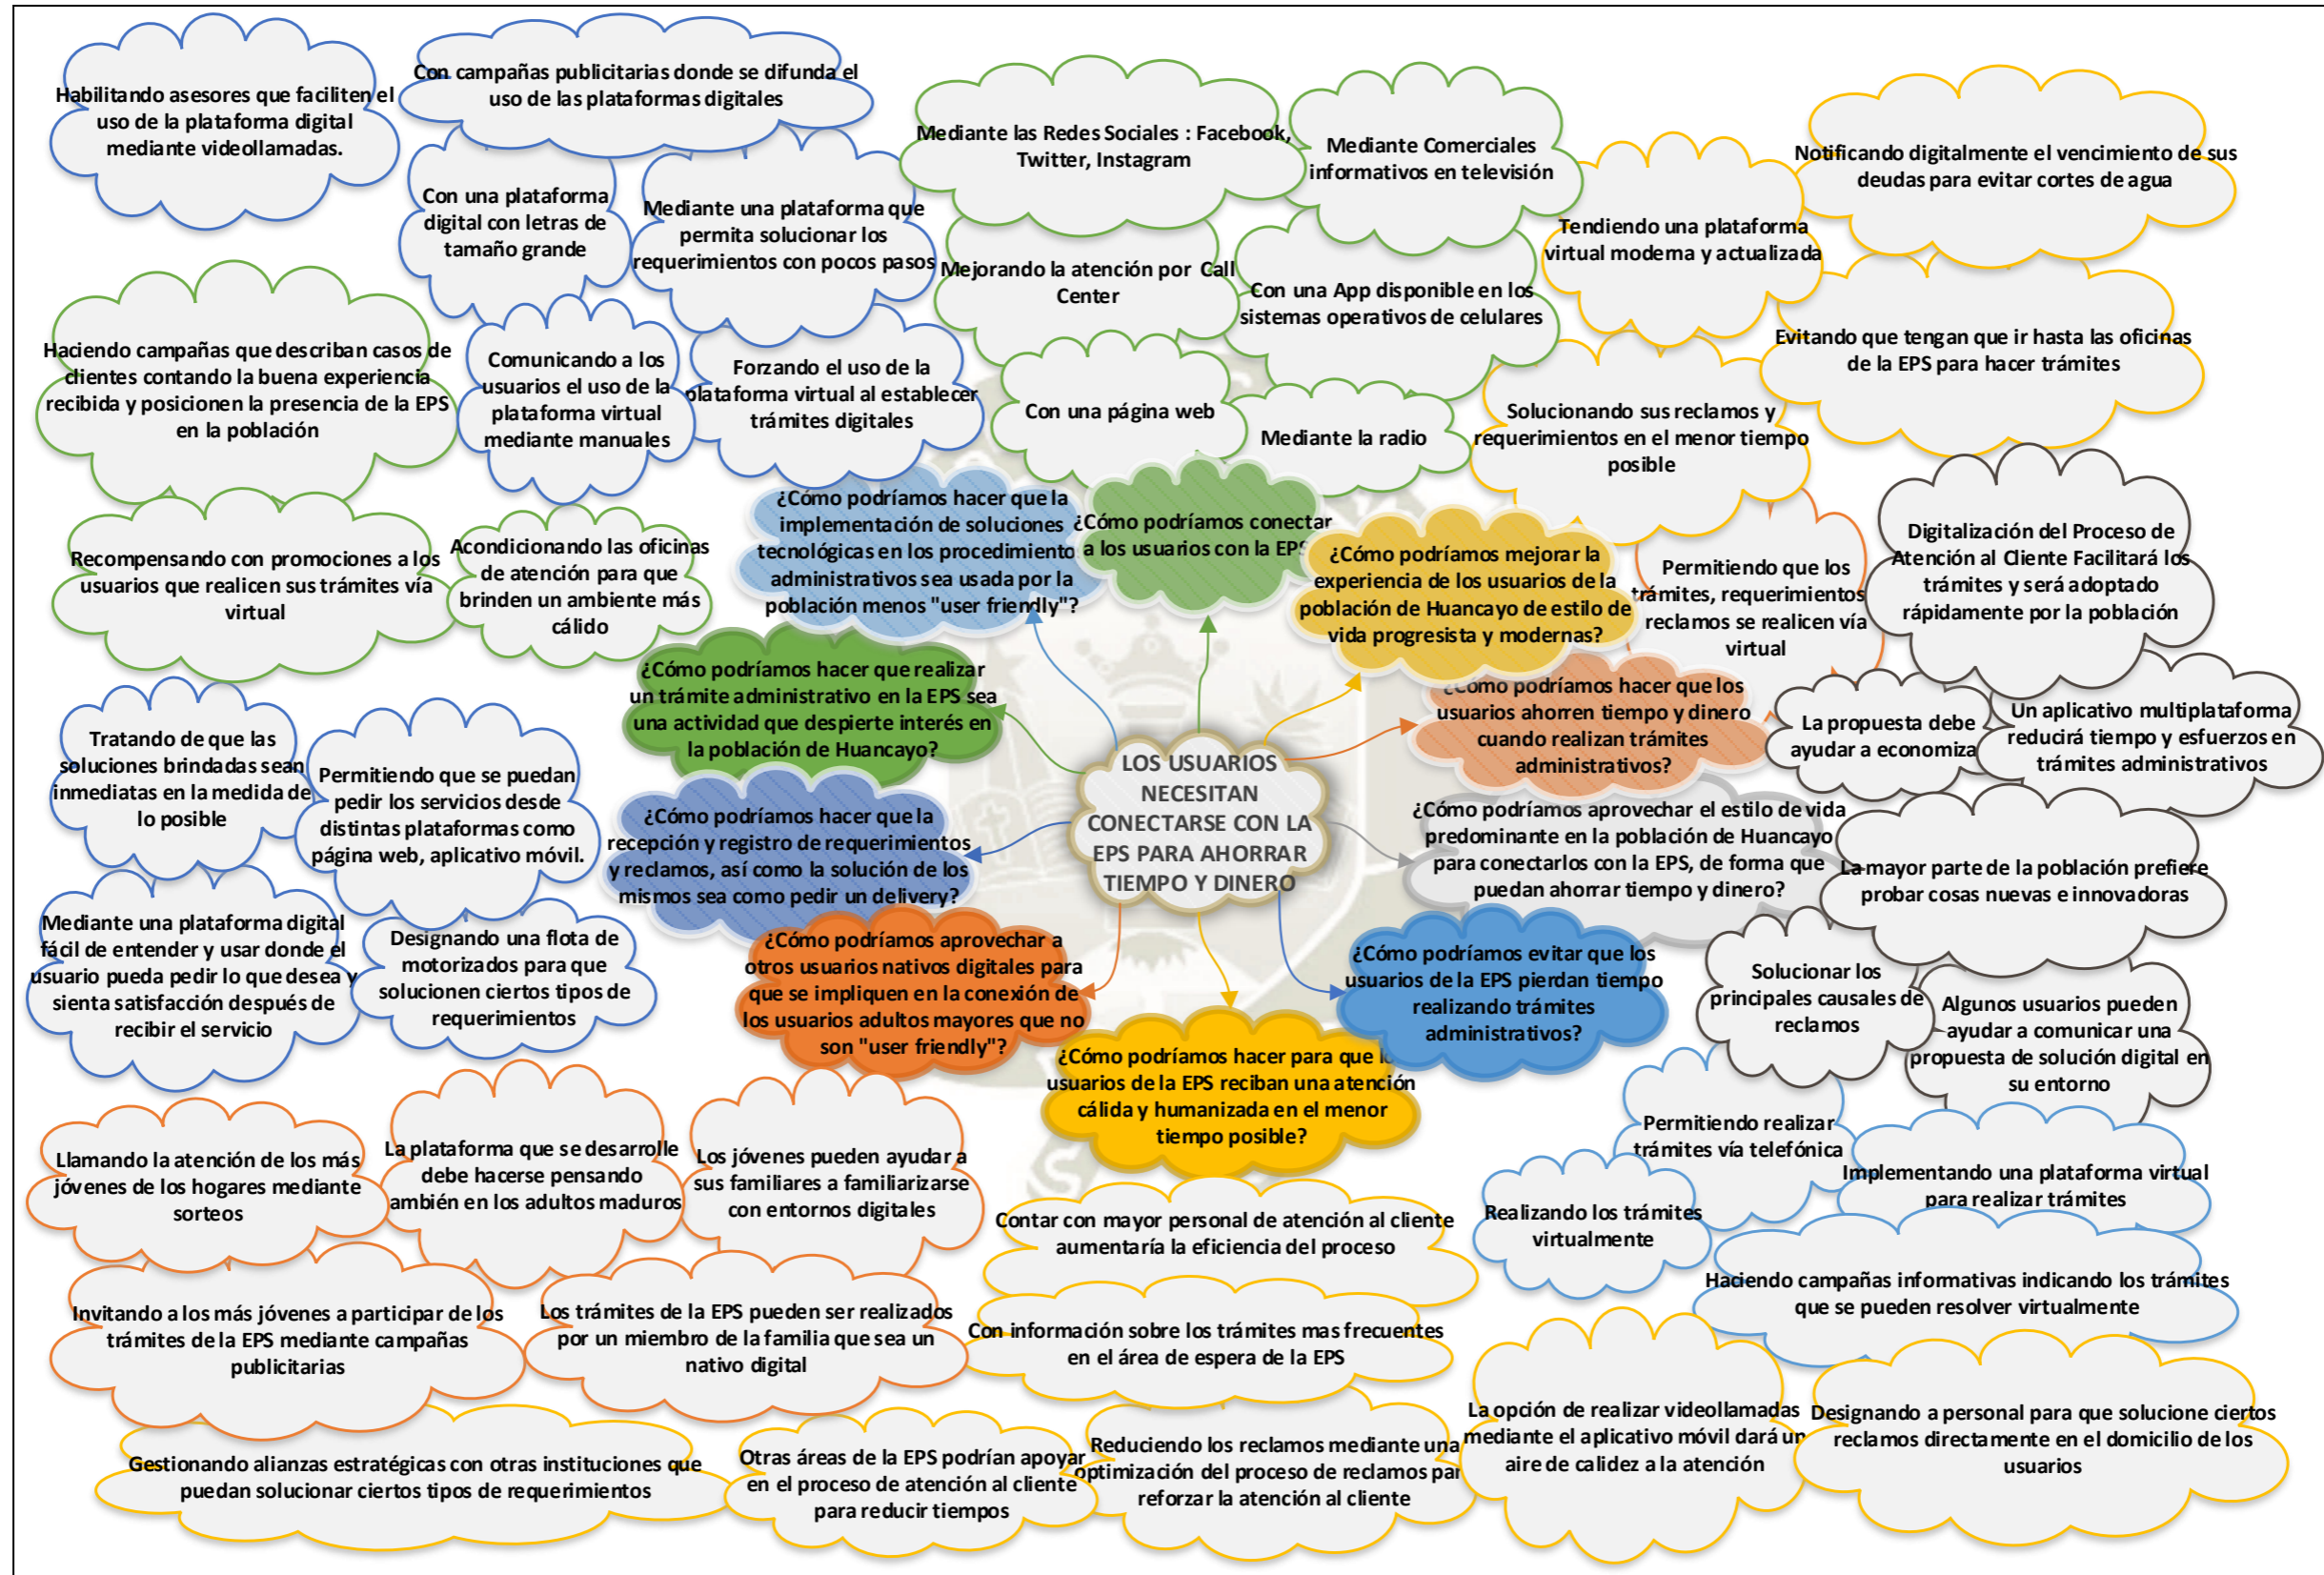 Habilitando asesores que faciliten el
uso de la plataforma digital
mediante videollamadas.
Con campañas publicitarias donde se difunda el
uso de las plataformas digitales
Con una plataforma
digital con letras de
tamaño grande
Mediante una plataforma que
permita solucionar los
requerimientos con pocos pasos
Mediante las Redes Sociales : Facebook,
Twitter, Instagram
Mediante Comerciales
informativos en televisión
Mejorando la atención por Call
Center
Con una App disponible en los
sistemas operativos de celulares
Tendiendo una plataforma
virtual moderna y actualizada
Notificando digitalmente el vencimiento de sus
deudas para evitar cortes de agua
Evitando que tengan que ir hasta las oficinas
de la EPS para hacer trámites
Haciendo campañas que describan casos de
clientes contando la buena experiencia
recibida y posicionen la presencia de la EPS
en la población
Comunicando a los
usuarios el uso de la
plataforma virtual
mediante manuales
Forzando el uso de la
plataforma virtual al establecer
trámites digitales
Con una página web
Mediante la radio
Solucionando sus reclamos y
requerimientos en el menor tiempo
posible
Recompensando con promociones a los
usuarios que realicen sus trámites vía
virtual
Acondicionando las oficinas
de atención para que
brinden un ambiente más
cálido
¿Cómo podríamos hacer que la
implementación de soluciones
tecnológicas en los procedimiento
administrativos sea usada por la
población menos "user friendly"?
¿Cómo podríamos conectar
a los usuarios con la EPS
¿Cómo podríamos mejorar la
experiencia de los usuarios de la
población de Huancayo de estilo de
vida progresista y modernas?
Permitiendo que los
trámites, requerimientos
reclamos se realicen vía
virtual
Digitalización del Proceso de
Atención al Cliente Facilitará los
trámites y será adoptado
rápidamente por la población
¿Cómo podríamos hacer que realizar
un trámite administrativo en la EPS sea
una actividad que despierte interés en
la población de Huancayo?
¿Cómo podríamos hacer que los
usuarios ahorren tiempo y dinero
cuando realizan trámites
administrativos?
La propuesta debe
ayudar a economiza
Un aplicativo multiplataforma
reducirá tiempo y esfuerzos en
trámites administrativos
Tratando de que las
soluciones brindadas sean
inmediatas en la medida de
lo posible
Permitiendo que se puedan
pedir los servicios desde
distintas plataformas como
página web, aplicativo móvil.
¿Cómo podríamos hacer que la
recepción y registro de requerimientos
y reclamos, así como la solución de los
mismos sea como pedir un delivery?
LOS USUARIOS
NECESITAN
CONECTARSE CON LA
EPS PARA AHORRAR
TIEMPO Y DINERO
¿Cómo podríamos aprovechar el estilo de vida
predominante en la población de Huancayo
para conectarlos con la EPS, de forma que
puedan ahorrar tiempo y dinero?
La mayor parte de la población prefiere
probar cosas nuevas e innovadoras
Mediante una plataforma digital
fácil de entender y usar donde el
usuario pueda pedir lo que desea y
sienta satisfacción después de
recibir el servicio
Designando una flota de
motorizados para que
solucionen ciertos tipos de
requerimientos
¿Cómo podríamos aprovechar a
otros usuarios nativos digitales para
que se impliquen en la conexión de
los usuarios adultos mayores que no
son "user friendly"?
¿Cómo podríamos evitar que los
usuarios de la EPS pierdan tiempo
realizando trámites
administrativos?
Solucionar los
principales causales de
reclamos
Algunos usuarios pueden
ayudar a comunicar una
propuesta de solución digital en
su entorno
¿Cómo podríamos hacer para que lo
usuarios de la EPS reciban una atención
cálida y humanizada en el menor
tiempo posible?
Permitiendo realizar
trámites vía telefónica
Implementando una plataforma virtual
para realizar trámites
Llamando la atención de los más
jóvenes de los hogares mediante
sorteos
La plataforma que se desarrolle
debe hacerse pensando
ambién en los adultos maduros
Los jóvenes pueden ayudar a
sus familiares a familiarizarse
con entornos digitales
Contar con mayor personal de atención al cliente
aumentaría la eficiencia del proceso
Realizando los trámites
virtualmente
Haciendo campañas informativas indicando los trámites
que se pueden resolver virtualmente
Invitando a los más jóvenes a participar de los
trámites de la EPS mediante campañas
publicitarias
Los trámites de la EPS pueden ser realizados
por un miembro de la familia que sea un
nativo digital
Con información sobre los trámites mas frecuentes
en el área de espera de la EPS
Gestionando alianzas estratégicas con otras instituciones que
puedan solucionar ciertos tipos de requerimientos
Otras áreas de la EPS podrían apoyar
en el proceso de atención al cliente
para reducir tiempos
Reduciendo los reclamos mediante una
optimización del proceso de reclamos par
reforzar la atención al cliente
La opción de realizar videollamadas
mediante el aplicativo móvil dará un
aire de calidez a la atención
Designando a personal para que solucione ciertos
reclamos directamente en el domicilio de los
usuarios